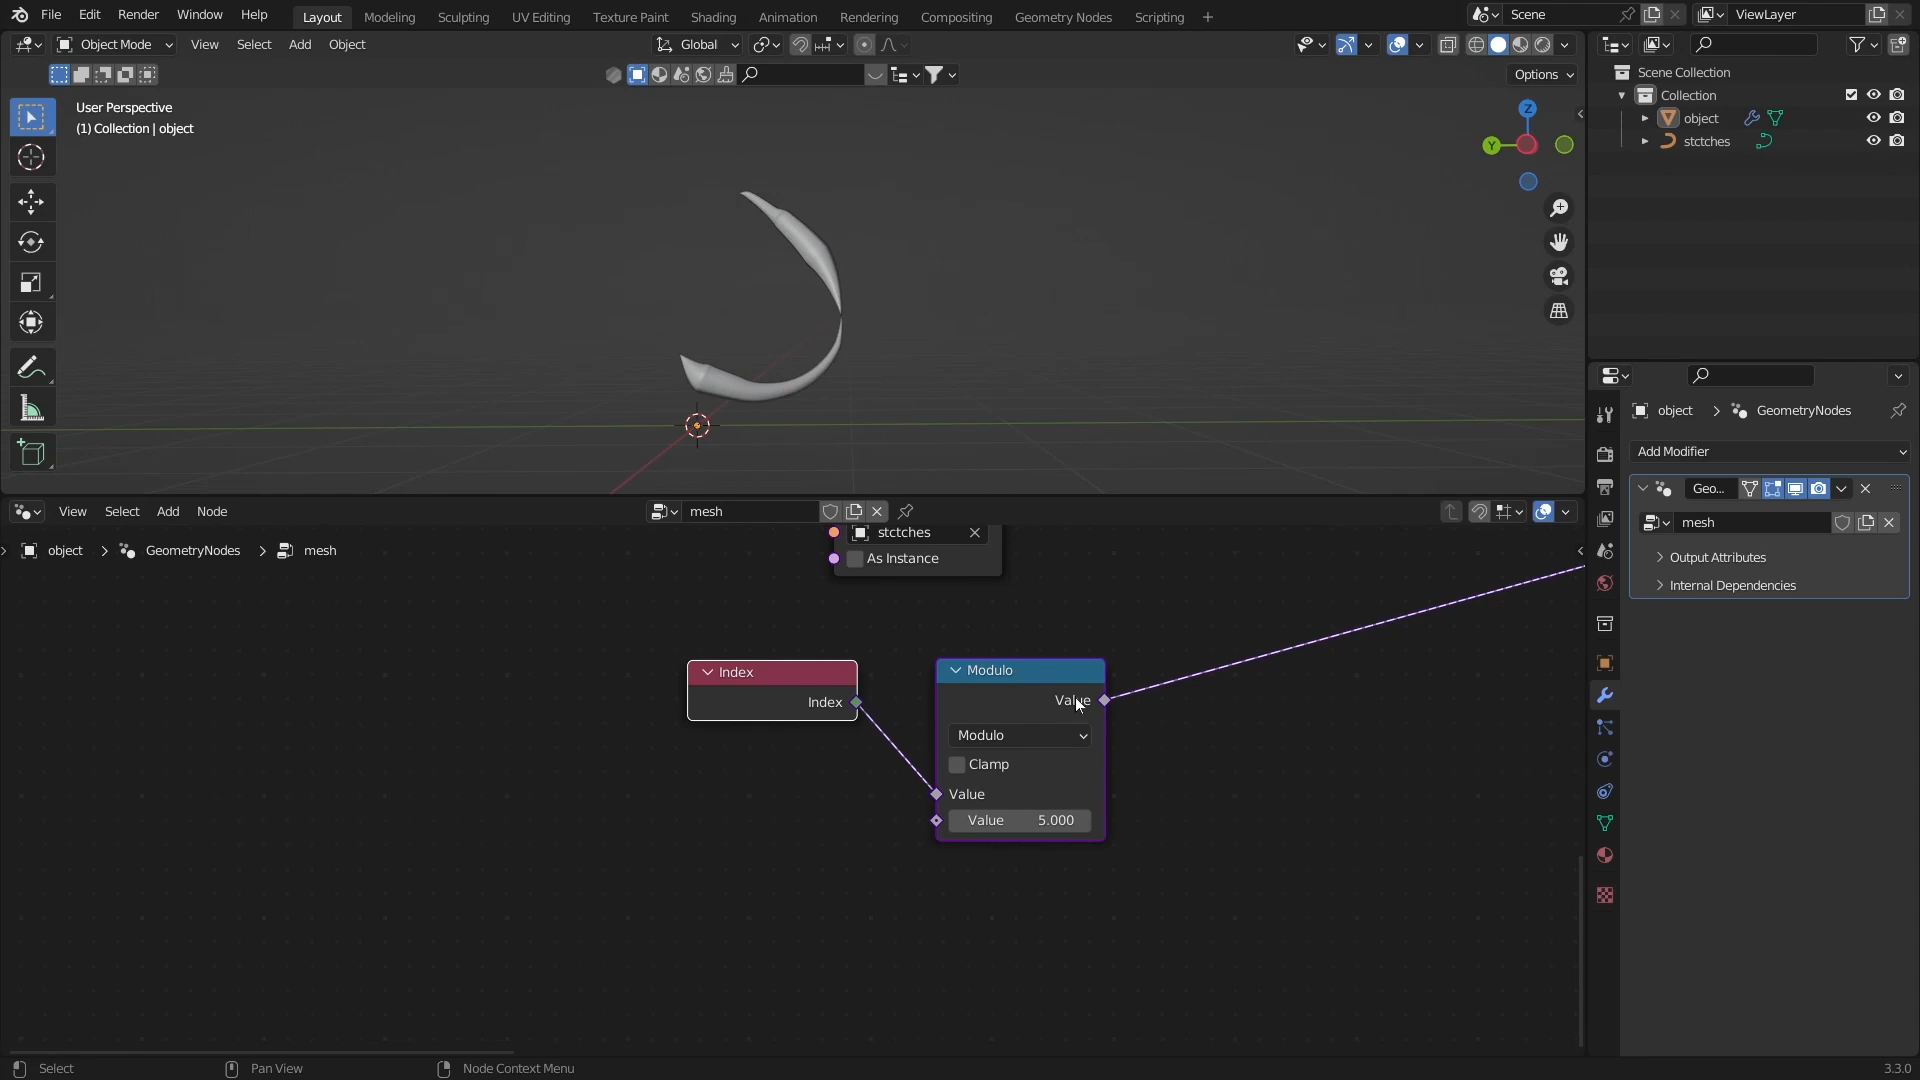 File Edit Render Window Help Layout Modeling Sculpting UV Editing Texture Paint Shading Animation Rendering Compositing Geometry Nodes Scripting + Scene ViewLayer
Object Mode View Select Add Object Global
Options
User Perspective
(1) Collection | object
Z
Y
Scene Collection
Collection
object
stctches
object > GeometryNodes
Add Modifier
Geo...
mesh
Output Attributes
Internal Dependencies
View Select Add Node mesh
object > GeometryNodes > mesh
stctches
As Instance
Index
Index
Modulo
Value
Modulo
Clamp
Value
Value 5.000
Select Pan View Node Context Menu 3.3.0